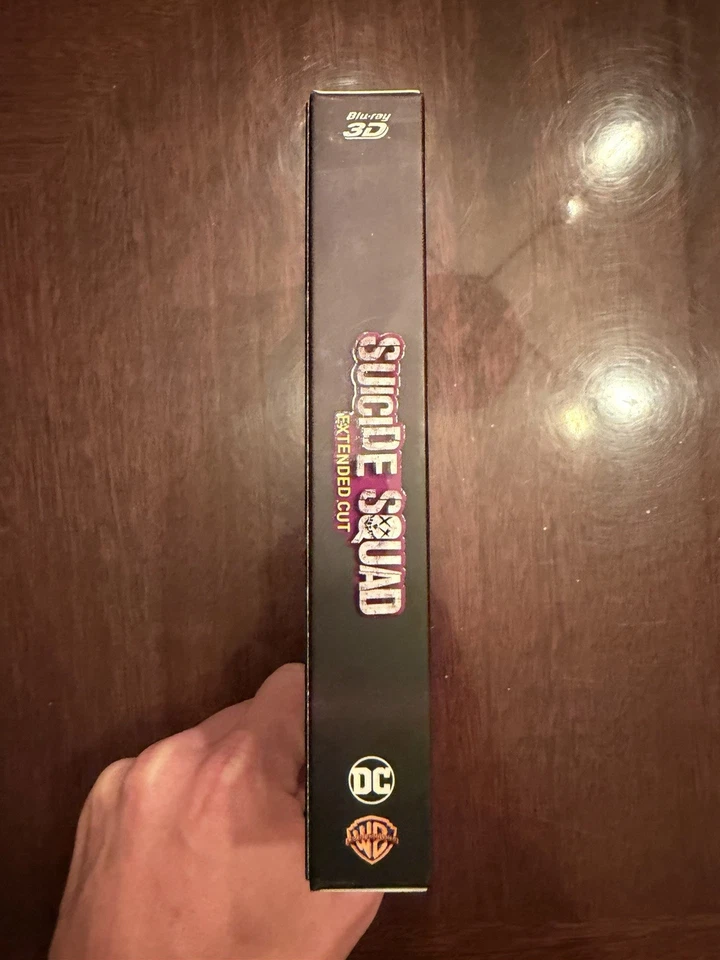 Blu-ray
3D
SUICIDE SQUAD
EXTENDED CUT
DC
WB